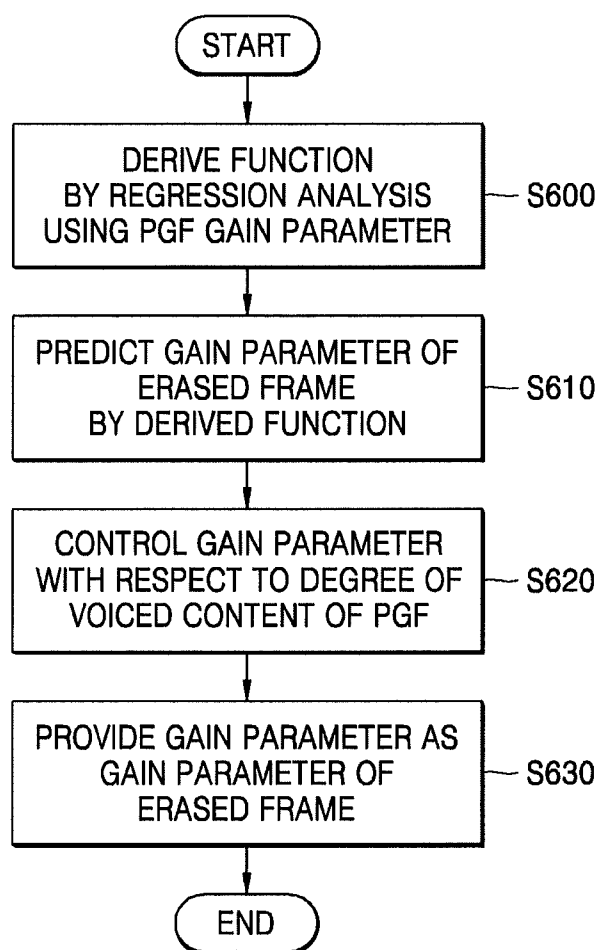 START
DERIVE FUNCTION
BY REGRESSION ANALYSIS
USING PGF GAIN PARAMETER
S600
PREDICT GAIN PARAMETER OF
ERASED FRAME
BY DERIVED FUNCTION
S610
CONTROL GAIN PARAMETER
WITH RESPECT TO DEGREE OF
VOICED CONTENT OF PGF
S620
PROVIDE GAIN PARAMETER AS
GAIN PARAMETER OF
ERASED FRAME
S630
END